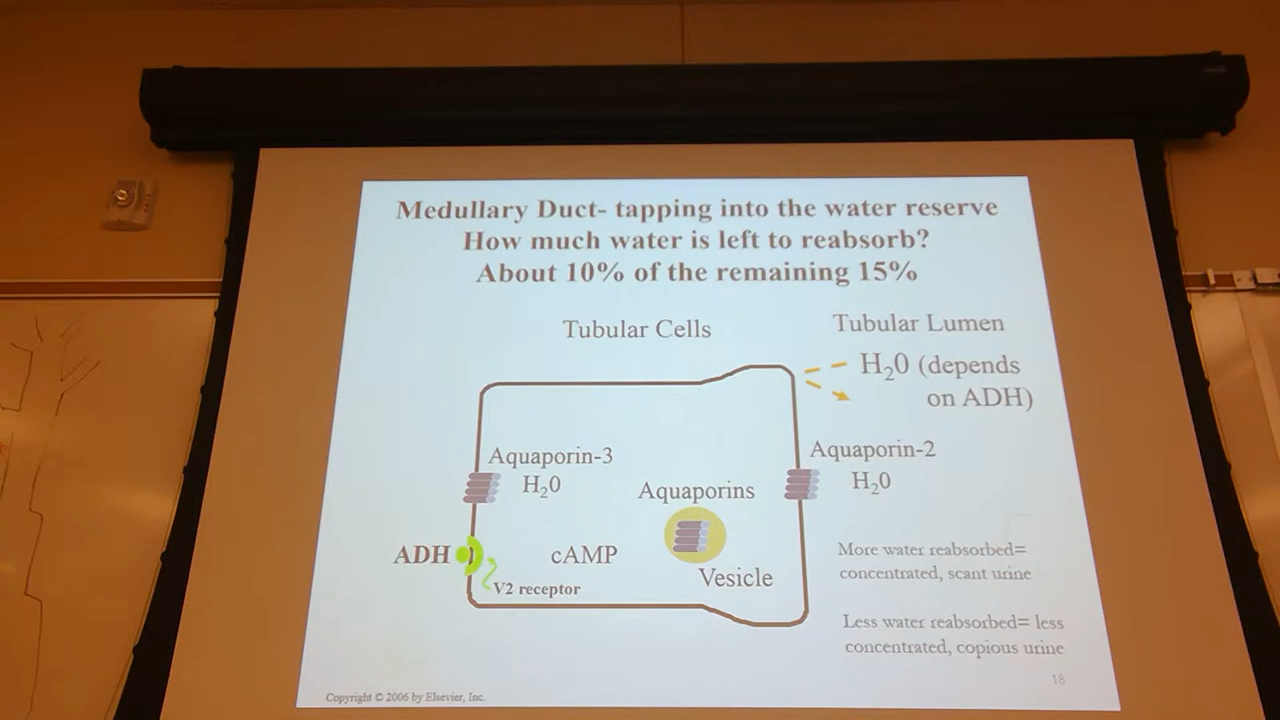 Medullary Duct- tapping into the water reserve
How much water is left to reabsorb?
About 10% of the remaining 15%
Tubular Cells
Tubular Lumen
H₂0 (depends
on ADH)
Aquaporin-3
H₂0
Aquaporins
Aquaporin-2
H₂0
ADH
cAMP
V2 receptor
Vesicle
More water reabsorbed=
concentrated, scant urine
Less water reabsorbed= less
concentrated, copious urine
18
Copyright © 2006 by Elsevier, Inc.